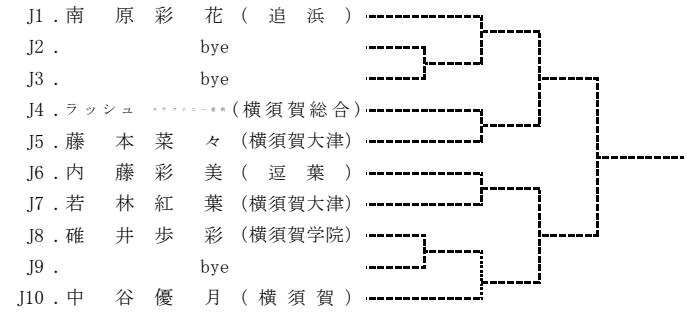 J1 . 南 原 彩 花 ( 追 浜 )
J2 . bye
J3 . bye
J4 . ラッシュ (横須賀総合)
J5 . 藤 本 菜 々 (横須賀大津)
J6 . 内 藤 彩 美 ( 逗 葉 )
J7 . 若 林 紅 葉 (横須賀大津)
J8 . 碓 井 歩 彩 (横須賀学院)
J9 . bye
J10 . 中 谷 優 月 ( 横 須 賀 )